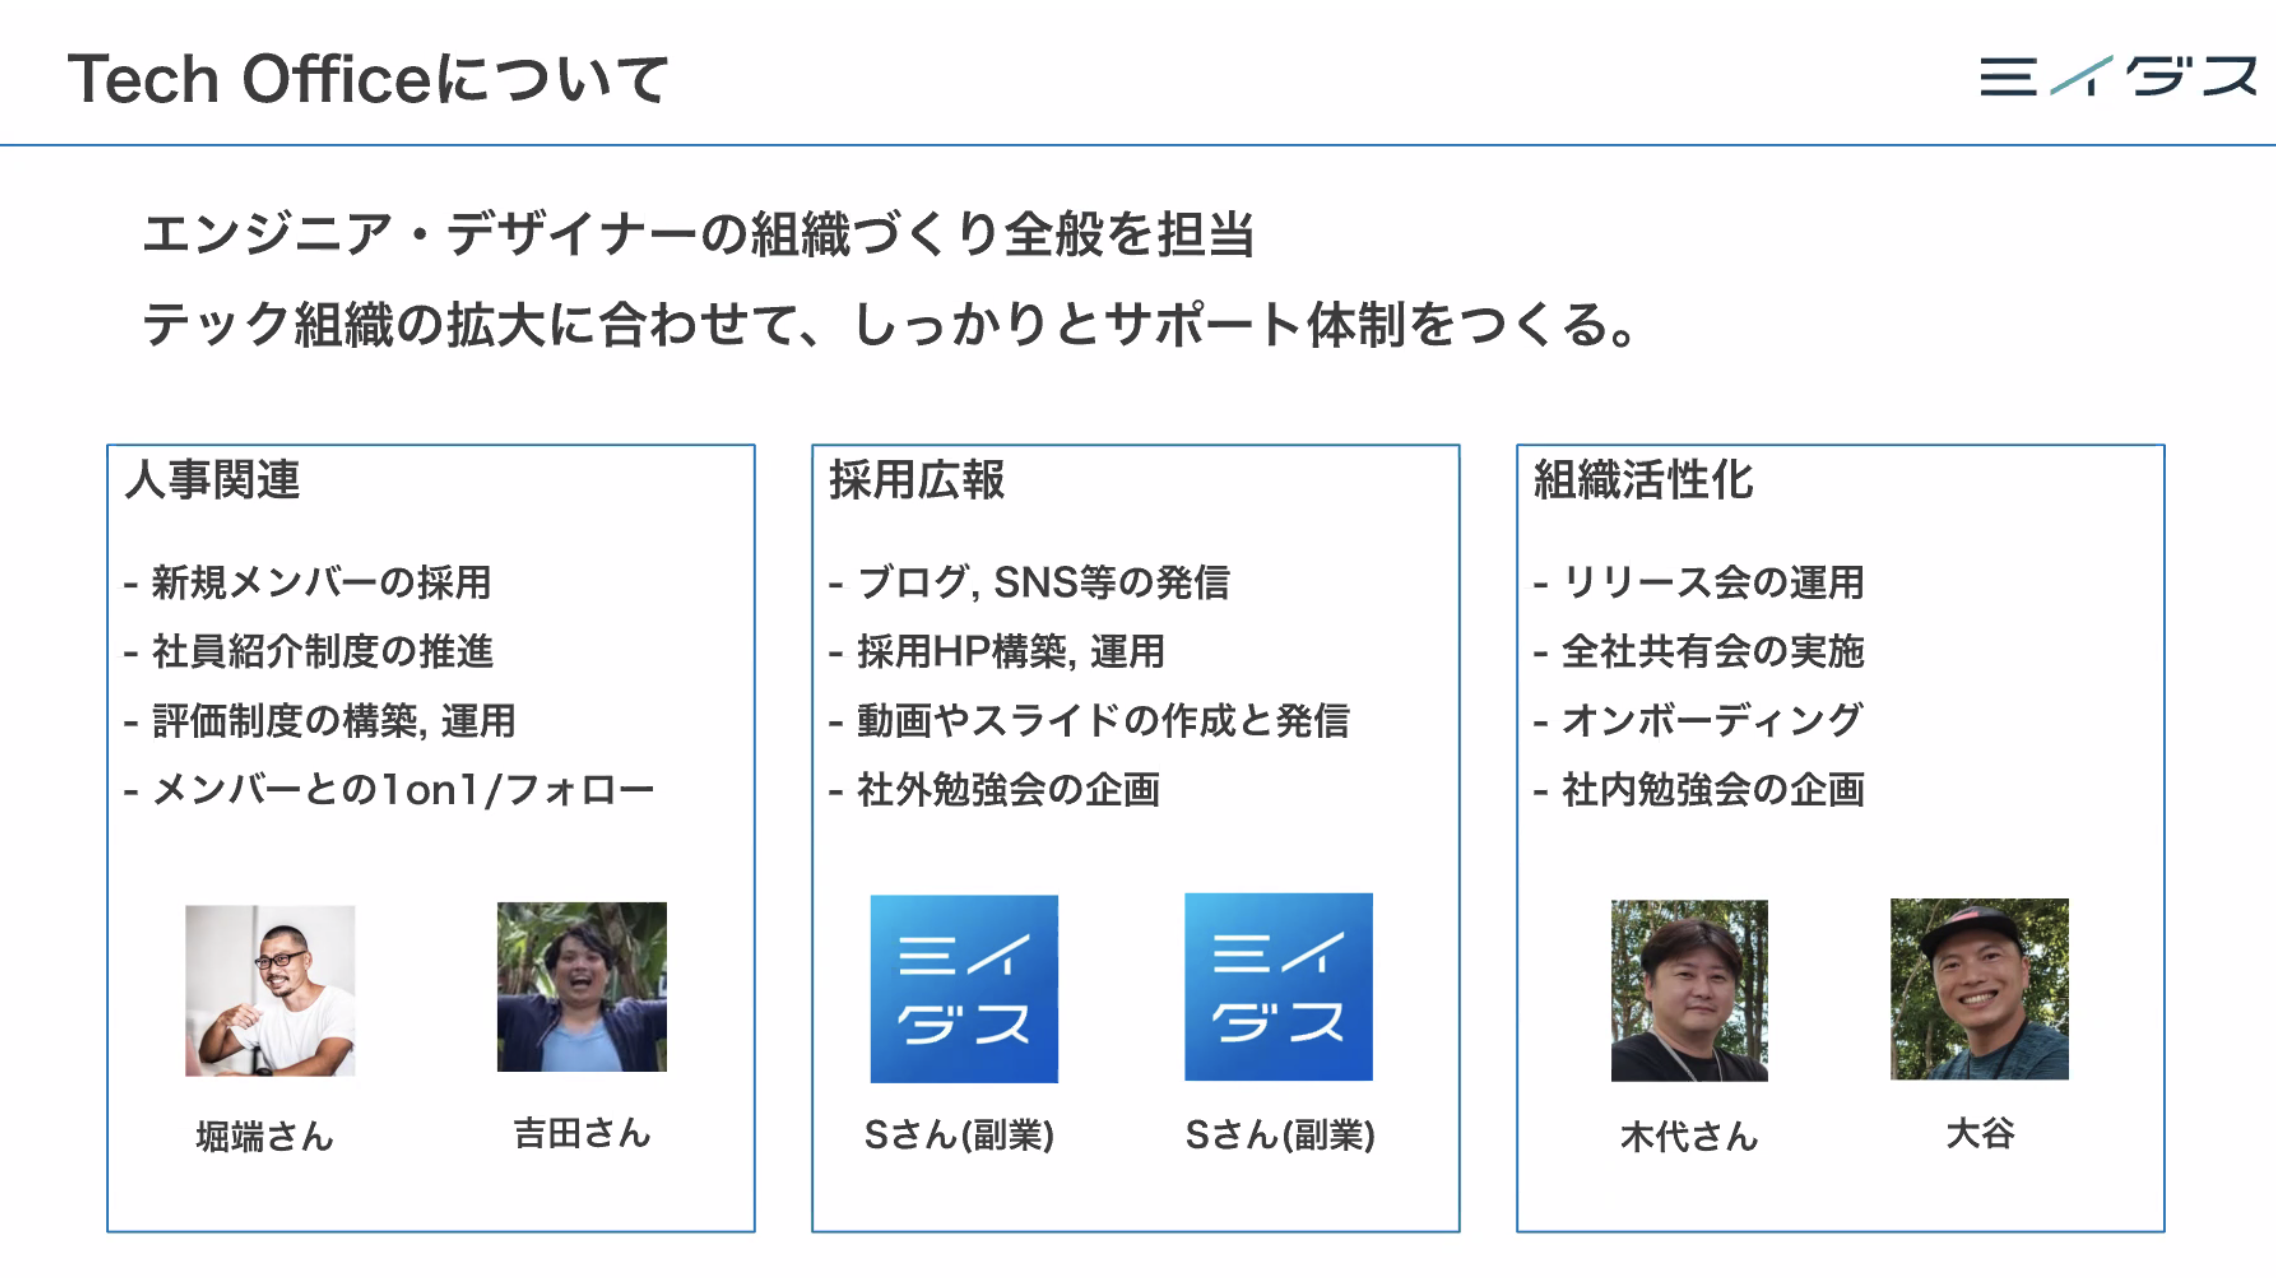 Tech Officeについて
ミイダス
エンジニア・デザイナーの組織づくり全般を担当
テック組織の拡大に合わせて、しっかりとサポート体制をつくる。
人事関連
- 新規メンバーの採用
- 社員紹介制度の推進
- 評価制度の構築, 運用
- メンバーとの1on1/フォロー
堀端さん
吉田さん
採用広報
- ブログ, SNS等の発信
- 採用HP構築, 運用
- 動画やスライドの作成と発信
- 社外勉強会の企画
ミイ
ダス
ミイ
ダス
Sさん(副業)
Sさん(副業)
組織活性化
- リリース会の運用
- 全社共有会の実施
- オンボーディング
- 社内勉強会の企画
木代さん
大谷